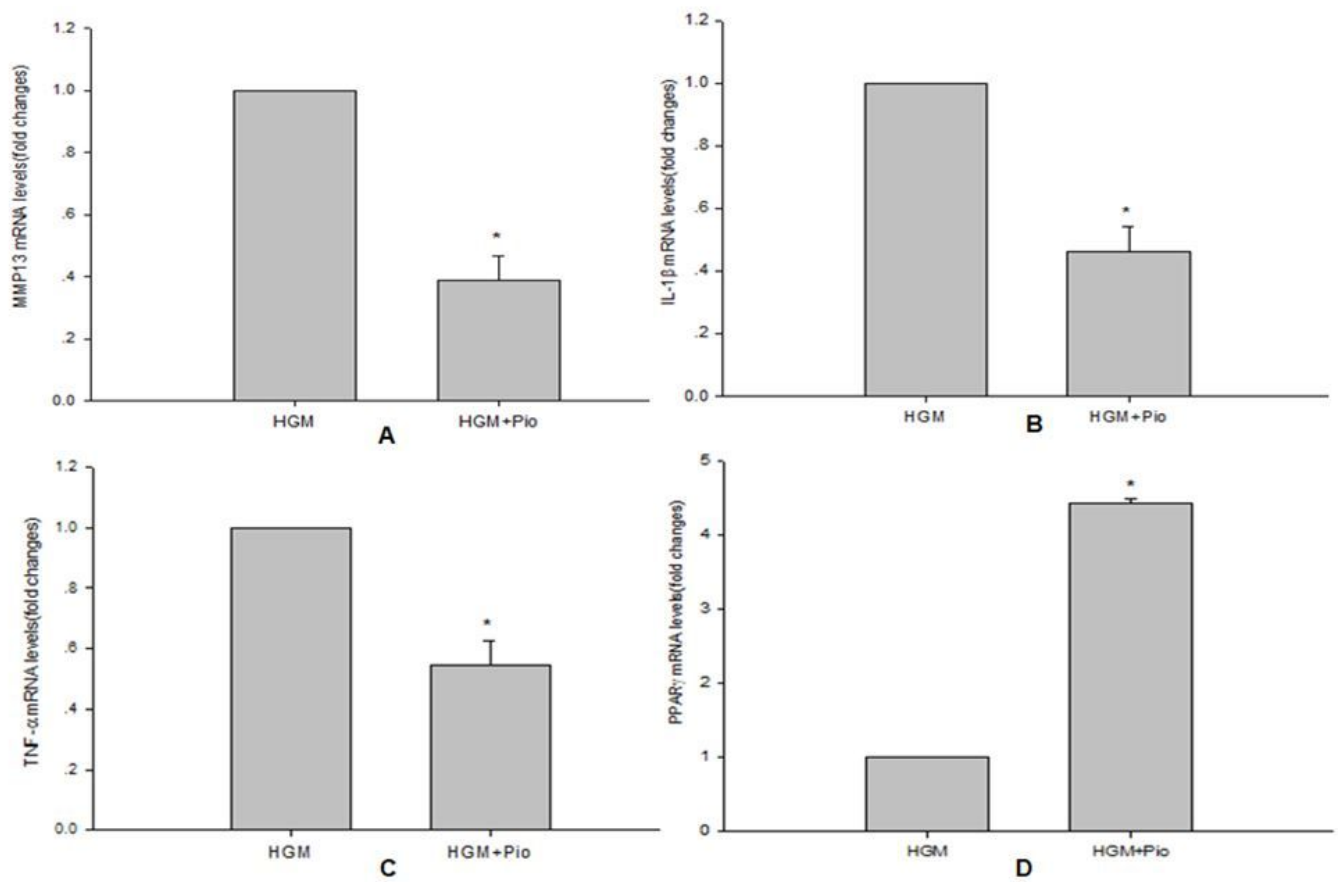 MMP13 mRNA levels(fold changes)
1.2
1.0
.8
.6
.4
.2
0.0
*
HGM
HGM+Pio
A
IL-1β mRNA levels(fold changes)
1.2
1.0
.8
.6
.4
.2
0.0
*
HGM
HGM+Pio
B
TNF-α mRNA levels(fold changes)
1.2
1.0
.8
.6
.4
.2
0.0
*
HGM
HGM+Pio
C
PPARγ mRNA levels(fold changes)
5
4
3
2
1
0
*
HGM
HGM+Pio
D